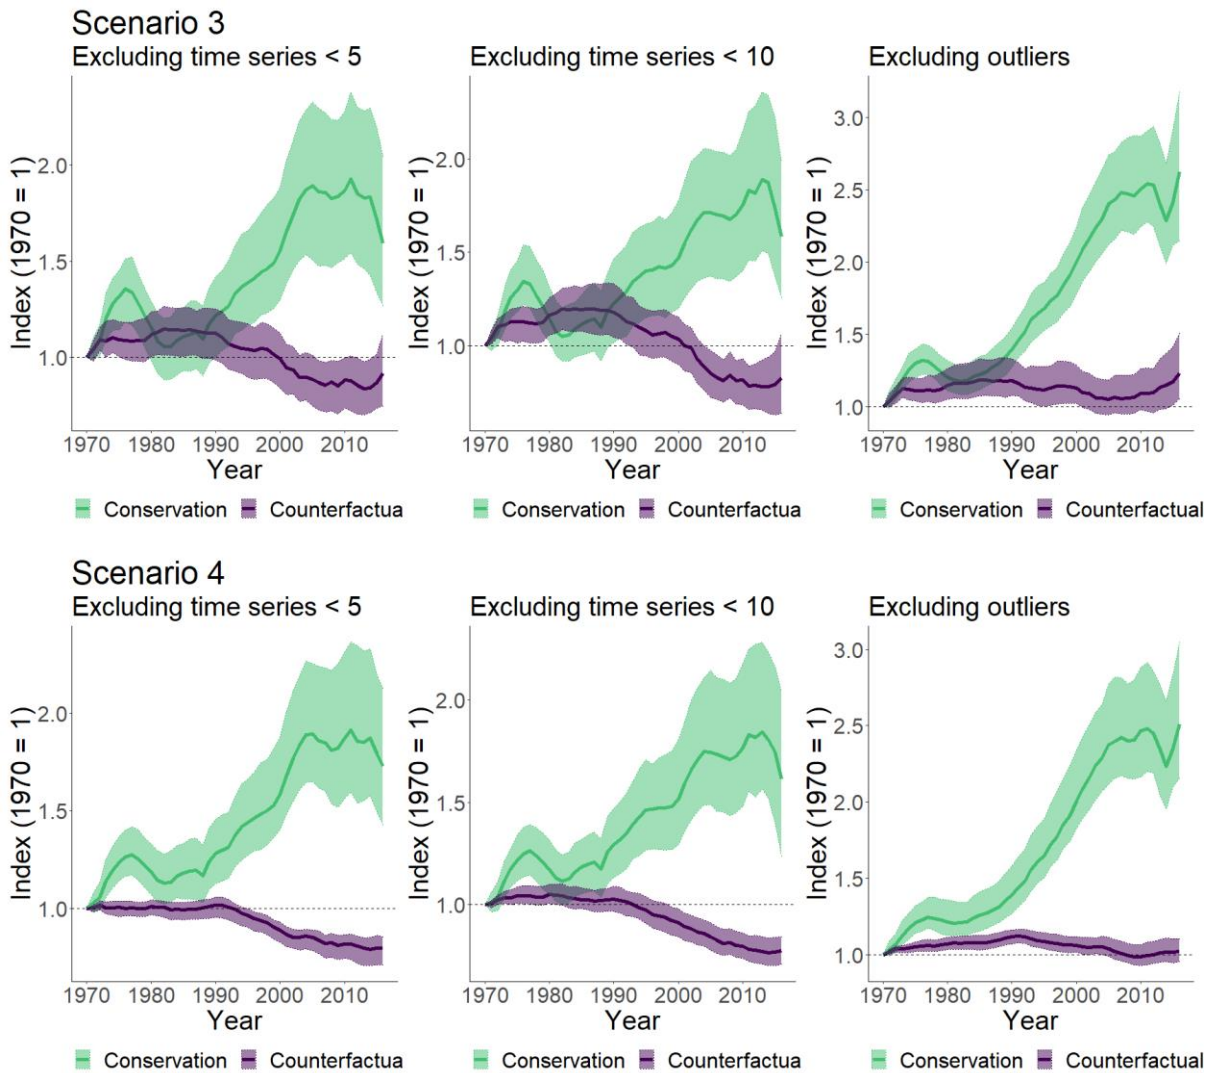 Scenario 3
Excluding time series < 5
Excluding time series < 10
Excluding outliers
Index (1970 = 1)
2.0
1.5
1.0
1970 1980 1990 2000 2010
Year
Conservation Counterfactua
Index (1970 = 1)
2.0
1.5
1.0
1970 1980 1990 2000 2010
Year
Conservation Counterfactua
Index (1970 = 1)
3.0
2.5
2.0
1.5
1.0
1970 1980 1990 2000 2010
Year
Conservation Counterfactual
Scenario 4
Excluding time series < 5
Excluding time series < 10
Excluding outliers
Index (1970 = 1)
2.0
1.5
1.0
1970 1980 1990 2000 2010
Year
Conservation Counterfactua
Index (1970 = 1)
2.0
1.5
1.0
1970 1980 1990 2000 2010
Year
Conservation Counterfactua
Index (1970 = 1)
3.0
2.5
2.0
1.5
1.0
1970 1980 1990 2000 2010
Year
Conservation Counterfactual